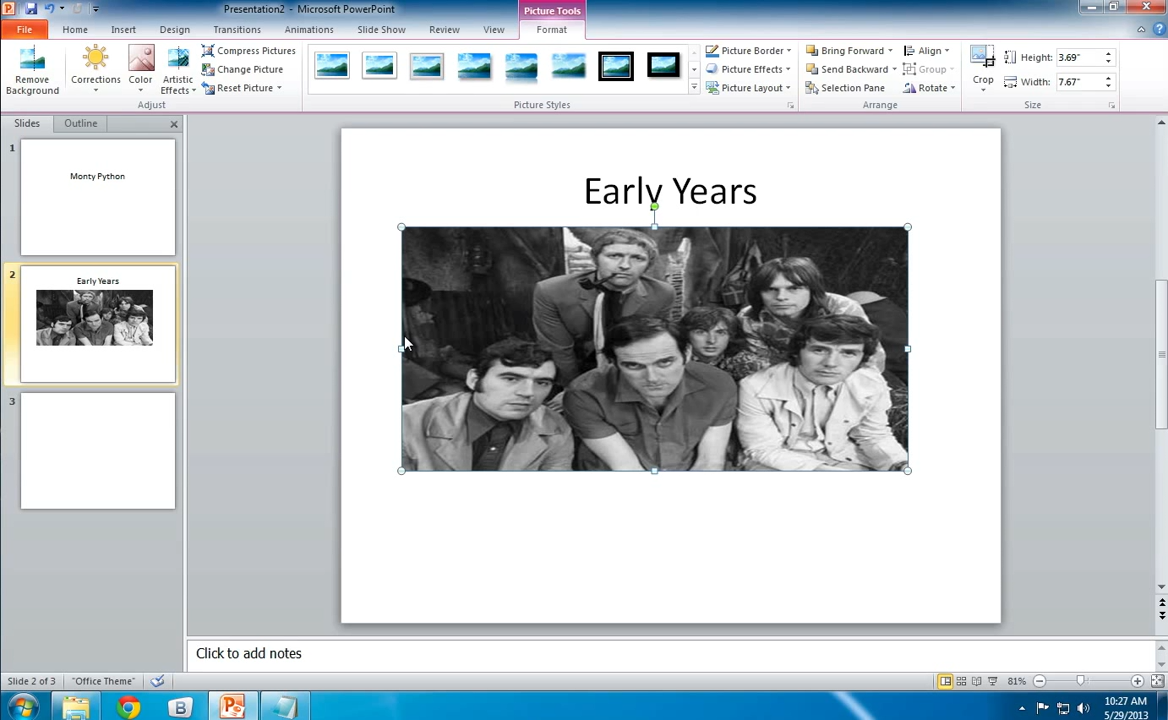 Presentation2 - Microsoft PowerPoint
Picture Tools
File Home Insert Design Transitions Animations Slide Show Review View Format
Remove Background
Corrections
Color
Artistic Effects
Compress Pictures
Change Picture
Reset Picture
Adjust
Picture Styles
Picture Border
Picture Effects
Picture Layout
Bring Forward
Send Backward
Selection Pane
Align
Group
Rotate
Arrange
Crop
Height: 3.69"
Width: 7.67"
Size
Slides Outline
1
Monty Python
2
Early Years
3
Early Years
Click to add notes
Slide 2 of 3 "Office Theme" 81%
10:27 AM
5/29/2013